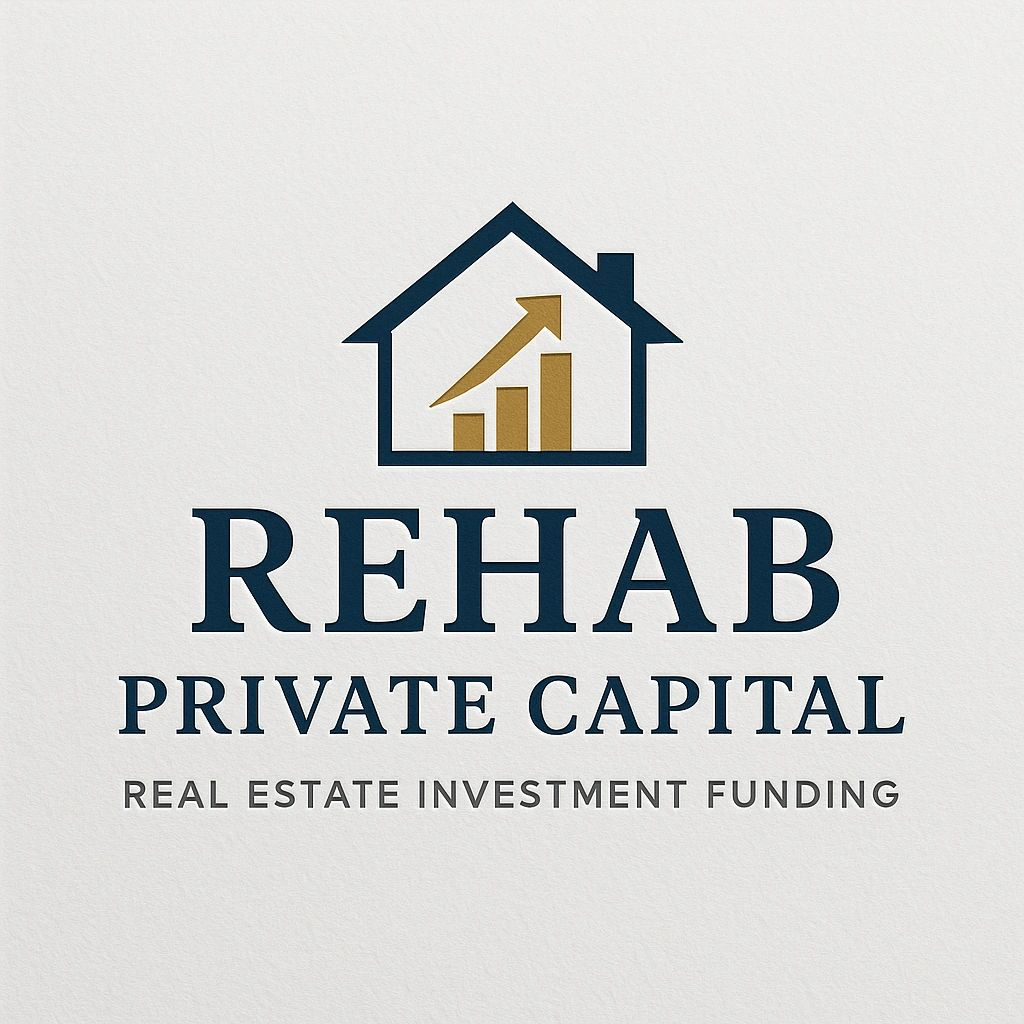 REHAB
PRIVATE CAPITAL
REAL ESTATE INVESTMENT FUNDING